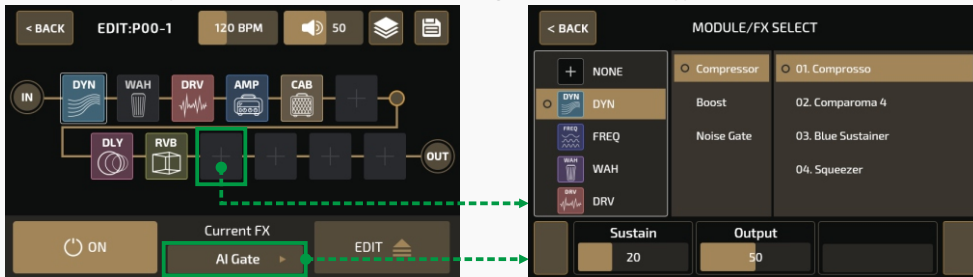 < BACK EDIT:P00-1 120 BPM 50
IN DYN WAH DRV AMP CAB
DLY RVB OUT
ON Current FX EDIT
AI Gate
< BACK MODULE/FX SELECT
NONE Compressor 01. Comprosso
DYN DYN Boost 02. Comparoma 4
FREQ FREQ Noise Gate 03. Blue Sustainer
WAH WAH 04. Squeezer
DRV DRV
Sustain Output
20 50